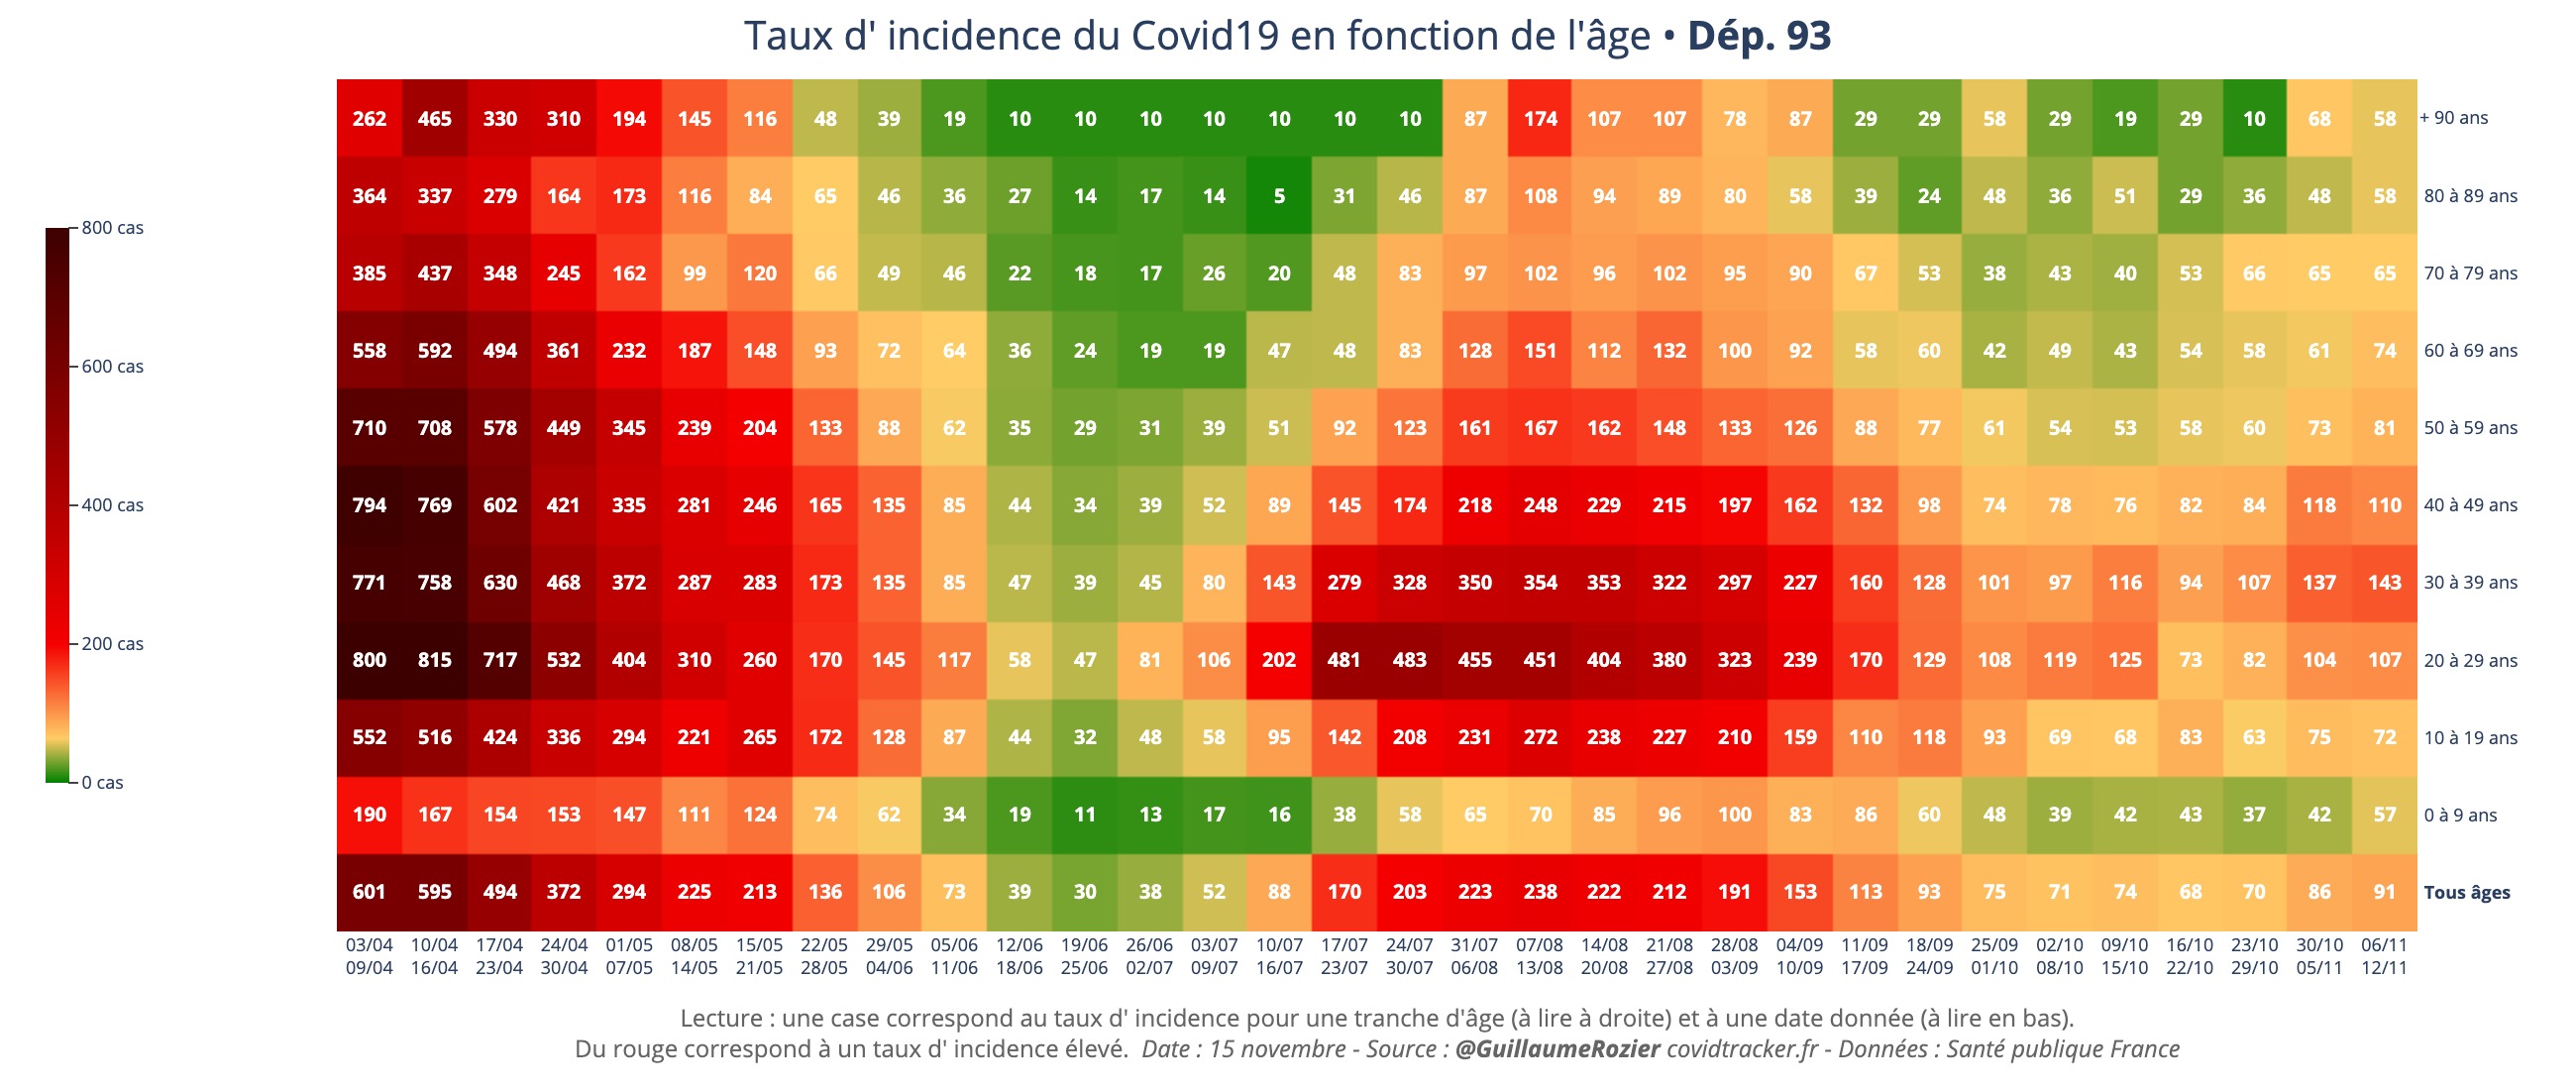 Taux d' incidence du Covid19 en fonction de l'âge • Dép. 93
800 cas
600 cas
400 cas
200 cas
0 cas
262 465 330 310 194 145 116 48 39 19 10 10 10 10 10 10 10 87 174 107 107 78 87 29 29 58 29 19 29 10 68 58 + 90 ans
364 337 279 164 173 116 84 65 46 36 27 14 17 14 5 31 46 87 108 94 89 80 58 39 24 48 36 51 29 36 48 58 80 à 89 ans
385 437 348 245 162 99 120 66 49 46 22 18 17 26 20 48 83 97 102 96 102 95 90 67 53 38 43 40 53 66 65 65 70 à 79 ans
558 592 494 361 232 187 148 93 72 64 36 24 19 19 47 48 83 128 151 112 132 100 92 58 60 42 49 43 54 58 61 74 60 à 69 ans
710 708 578 449 345 239 204 133 88 62 35 29 31 39 51 92 123 161 167 162 148 133 126 88 77 61 54 53 58 60 73 81 50 à 59 ans
794 769 602 421 335 281 246 165 135 85 44 34 39 52 89 145 174 218 248 229 215 197 162 132 98 74 78 76 82 84 118 110 40 à 49 ans
771 758 630 468 372 287 283 173 135 85 47 39 45 80 143 279 328 350 354 353 322 297 227 160 128 101 97 116 94 107 137 143 30 à 39 ans
800 815 717 532 404 310 260 170 145 117 58 47 81 106 202 481 483 455 451 404 380 323 239 170 129 108 119 125 73 82 104 107 20 à 29 ans
552 516 424 336 294 221 265 172 128 87 44 32 48 58 95 142 208 231 272 238 227 210 159 110 118 93 69 68 83 63 75 72 10 à 19 ans
190 167 154 153 147 111 124 74 62 34 19 11 13 17 16 38 58 65 70 85 96 100 83 86 60 48 39 42 43 37 42 57 0 à 9 ans
601 595 494 372 294 225 213 136 106 73 39 30 38 52 88 170 203 223 238 222 212 191 153 113 93 75 71 74 68 70 86 91 Tous âges
03/04 10/04 17/04 24/04 01/05 08/05 15/05 22/05 29/05 05/06 12/06 19/06 26/06 03/07 10/07 17/07 24/07 31/07 07/08 14/08 21/08 28/08 04/09 11/09 18/09 25/09 02/10 09/10 16/10 23/10 30/10 06/11
09/04 16/04 23/04 30/04 07/05 14/05 21/05 28/05 04/06 11/06 18/06 25/06 02/07 09/07 16/07 23/07 30/07 06/08 13/08 20/08 27/08 03/09 10/09 17/09 24/09 01/10 08/10 15/10 22/10 29/10 05/11 12/11
Lecture : une case correspond au taux d' incidence pour une tranche d'âge (à lire à droite) et à une date donnée (à lire en bas).
Du rouge correspond à un taux d' incidence élevé. Date : 15 novembre - Source : @GuillaumeRozier covidtracker.fr - Données : Santé publique France